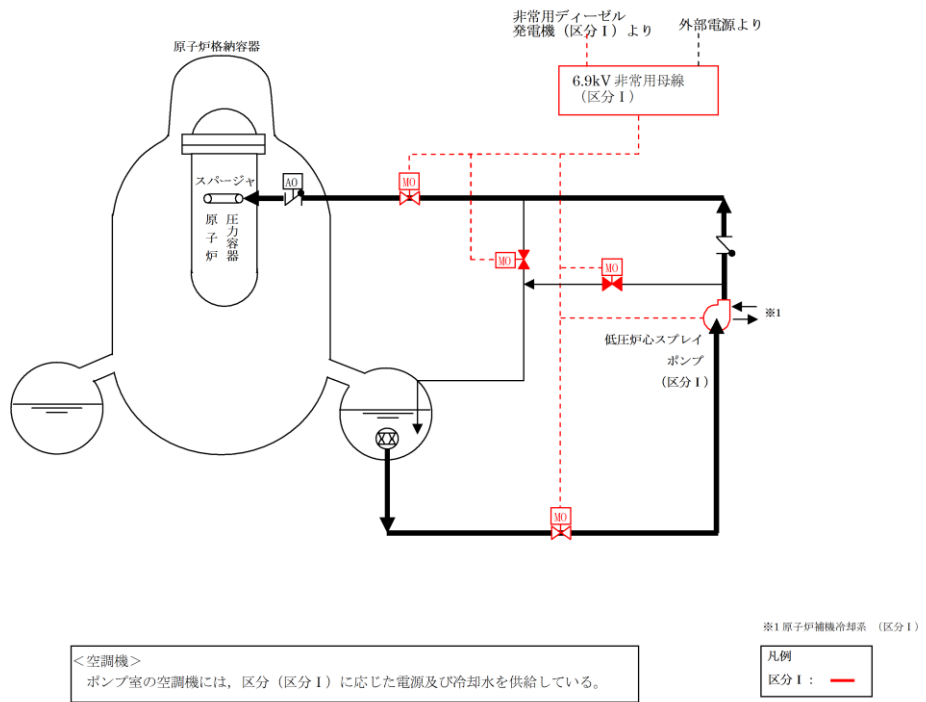 非常用ディーゼル
発電機（区分Ⅰ）より
外部電源より
原子炉格納容器
6.9kV 非常用母線
（区分Ⅰ）
スパージャ
AO
MO
原子炉
圧力容器
MO
MO
※1
低圧炉心スプレイ
ポンプ
（区分Ⅰ）
MO
※1 原子炉補機冷却系 （区分Ⅰ）
＜空調機＞
ポンプ室の空調機には，区分（区分Ⅰ）に応じた電源及び冷却水を供給している。
凡例
区分Ⅰ：